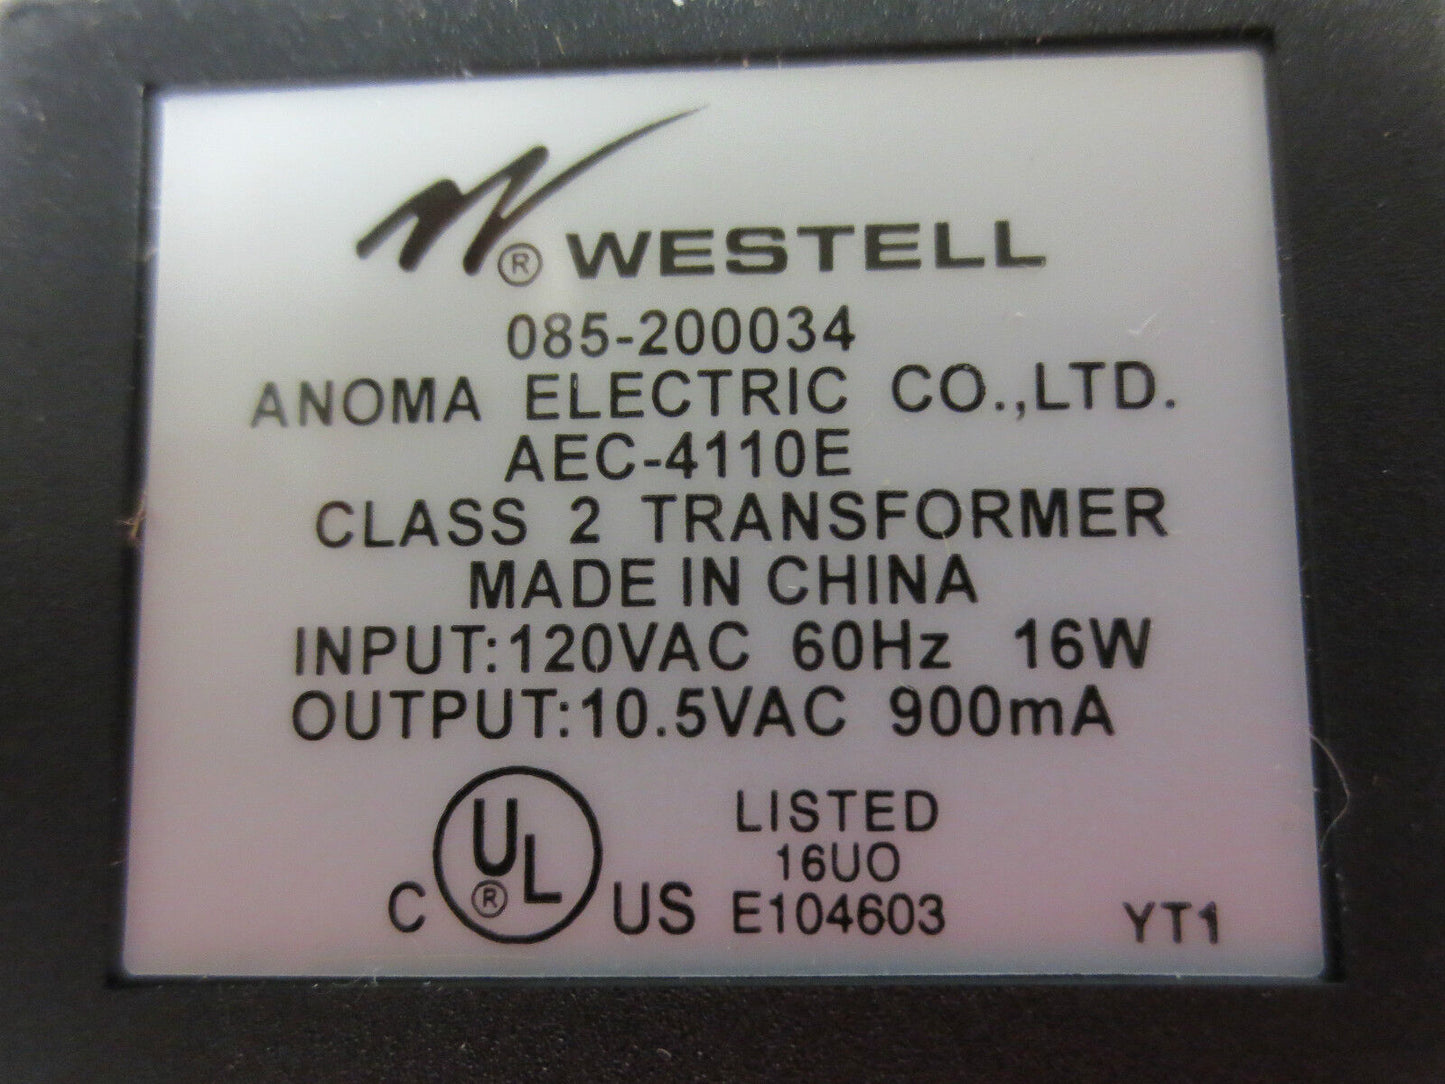 ® WESTELL
085-200034
ANOMA ELECTRIC CO.,LTD.
AEC-4110E
CLASS 2 TRANSFORMER
MADE IN CHINA
INPUT:120VAC 60Hz 16W
OUTPUT:10.5VAC 900mA
C UL® US
LISTED
16UO
E104603
YT1